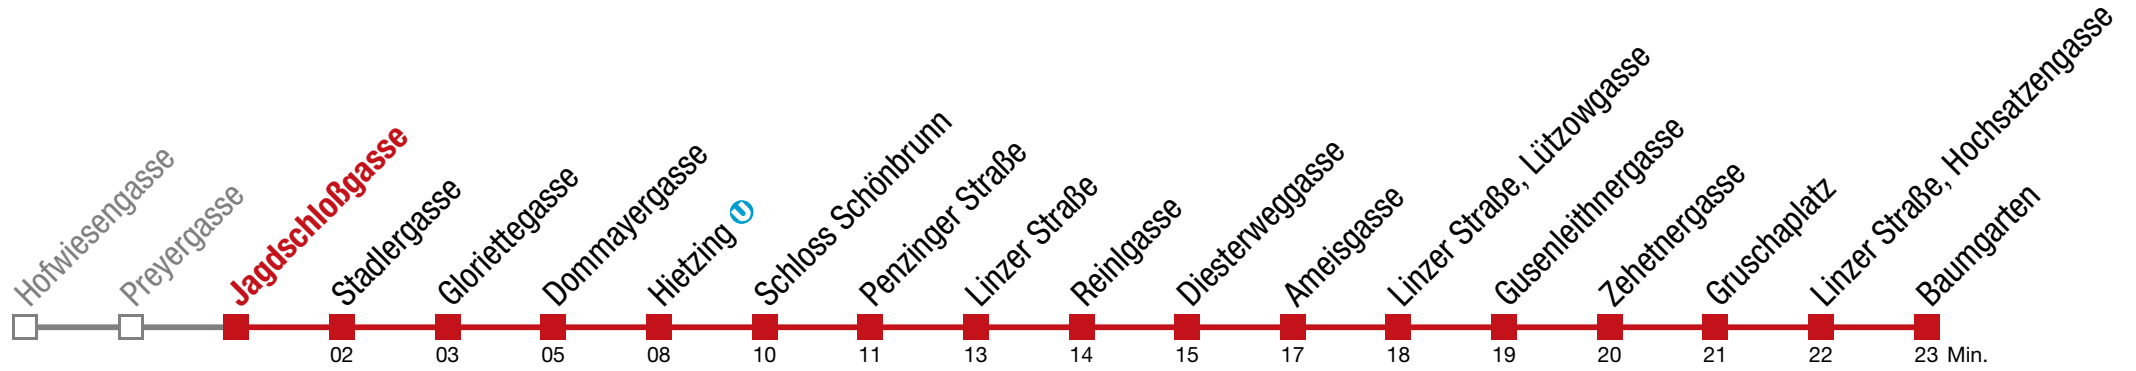 Hofwiesengasse
Preyergasse
Jagdschloßgasse
Stadlergasse
Gloriettegasse
Dommayergasse
Hietzing U
Schloss Schönbrunn
Penzinger Straße
Linzer Straße
Reinlgasse
Diesterweggasse
Ameisgasse
Linzer Straße, Lützowgasse
Gusenleithnergasse
Zehetnergasse
Gruschaplatz
Linzer Straße, Hochsatzengasse
Baumgarten
02 03 05 08 10 11 13 14 15 17 18 19 20 21 22 23 Min.